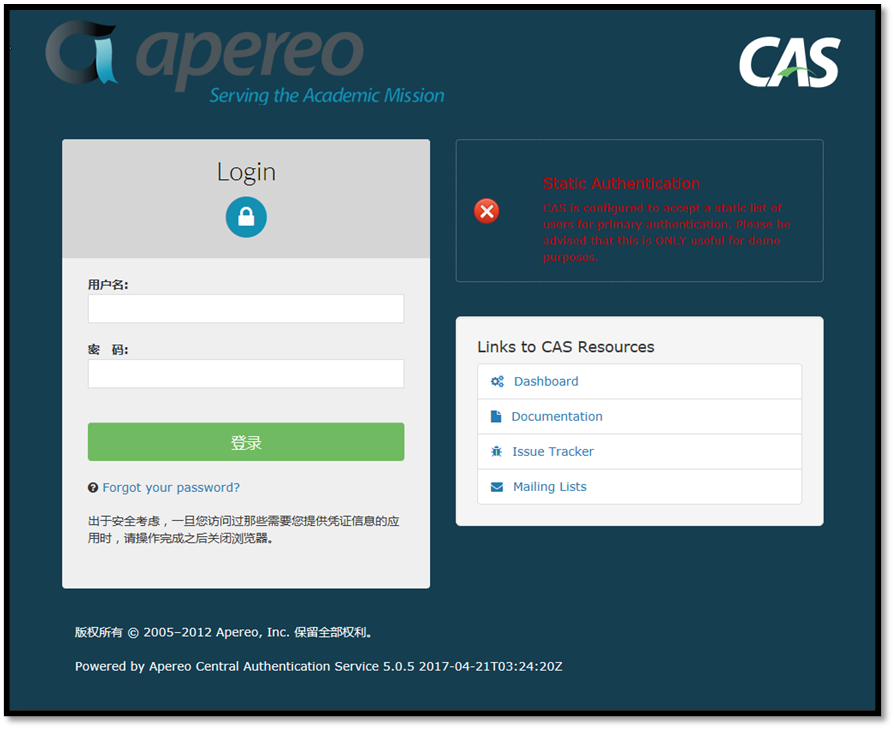 apereo
Serving the Academic Mission
CAS
Login
用户名:
密 码:
登录
Forgot your password?
出于安全考虑，一旦您访问过那些需要您提供凭证信息的应
用时，请操作完成之后关闭浏览器。
Static Authentication
CAS is configured to accept a static list of
users for primary authentication. Please be
advised that this is ONLY useful for demo
purposes.
Links to CAS Resources
Dashboard
Documentation
Issue Tracker
Mailing Lists
版权所有 © 2005–2012 Apereo, Inc. 保留全部权利。
Powered by Apereo Central Authentication Service 5.0.5 2017-04-21T03:24:20Z